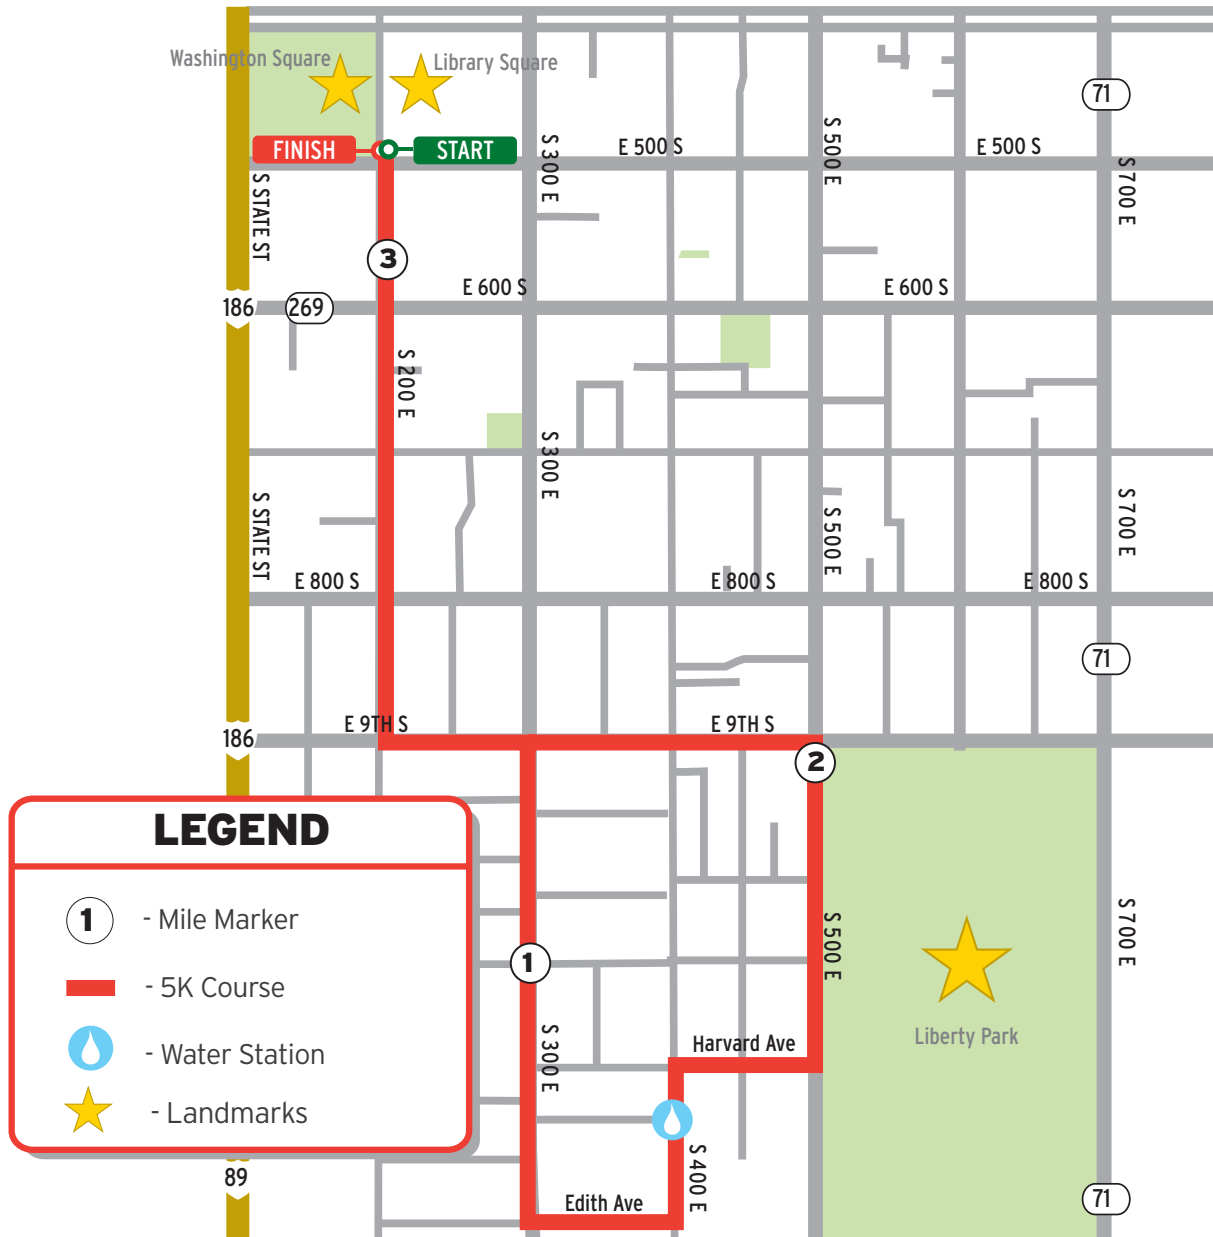 Washington Square
Library Square
71
FINISH
START
S 300 E
E 500 S
S 500 E
E 500 S
S STATE ST
S 700 E
3
186
269
E 600 S
E 600 S
S 200 E
S 300 E
S STATE ST
S 500 E
S 700 E
E 800 S
E 800 S
E 800 S
71
E 9TH S
E 9TH S
186
2
LEGEND
1 - Mile Marker
- 5K Course
- Water Station
- Landmarks
1
S 500 E
S 700 E
Liberty Park
S 300 E
Harvard Ave
S 400 E
Edith Ave
89
71